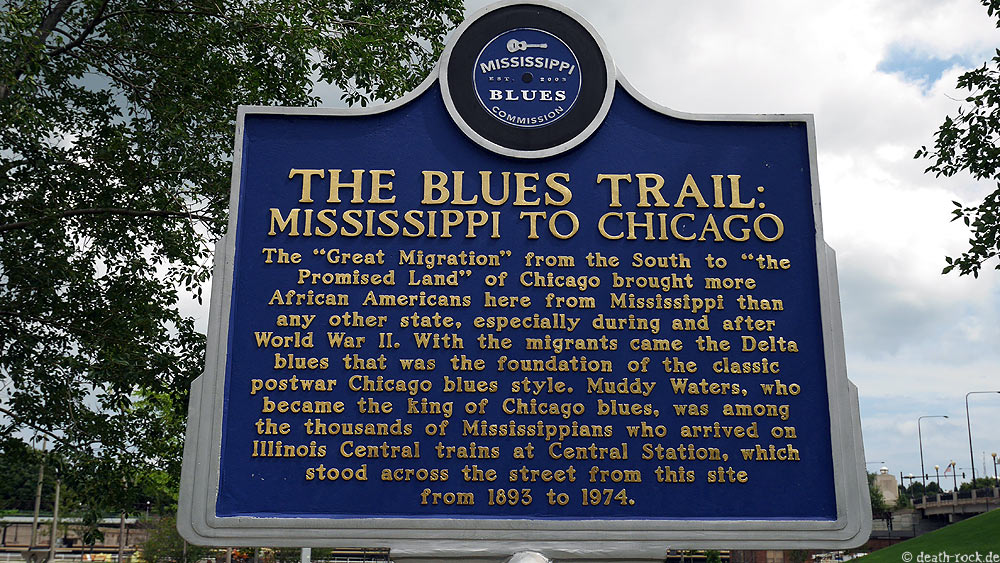 MISSISSIPPI
EST. 2003
BLUES
COMMISSION
THE BLUES TRAIL:
MISSISSIPPI TO CHICAGO
The "Great Migration" from the South to "the
Promised Land" of Chicago brought more
African Americans here from Mississippi than
any other state, especially during and after
World War II. With the migrants came the Delta
blues that was the foundation of the classic
postwar Chicago blues style. Muddy Waters, who
became the king of Chicago blues, was among
the thousands of Mississippians who arrived on
Illinois Central trains at Central Station, which
stood across the street from this site
from 1893 to 1974.
© death-rock.de